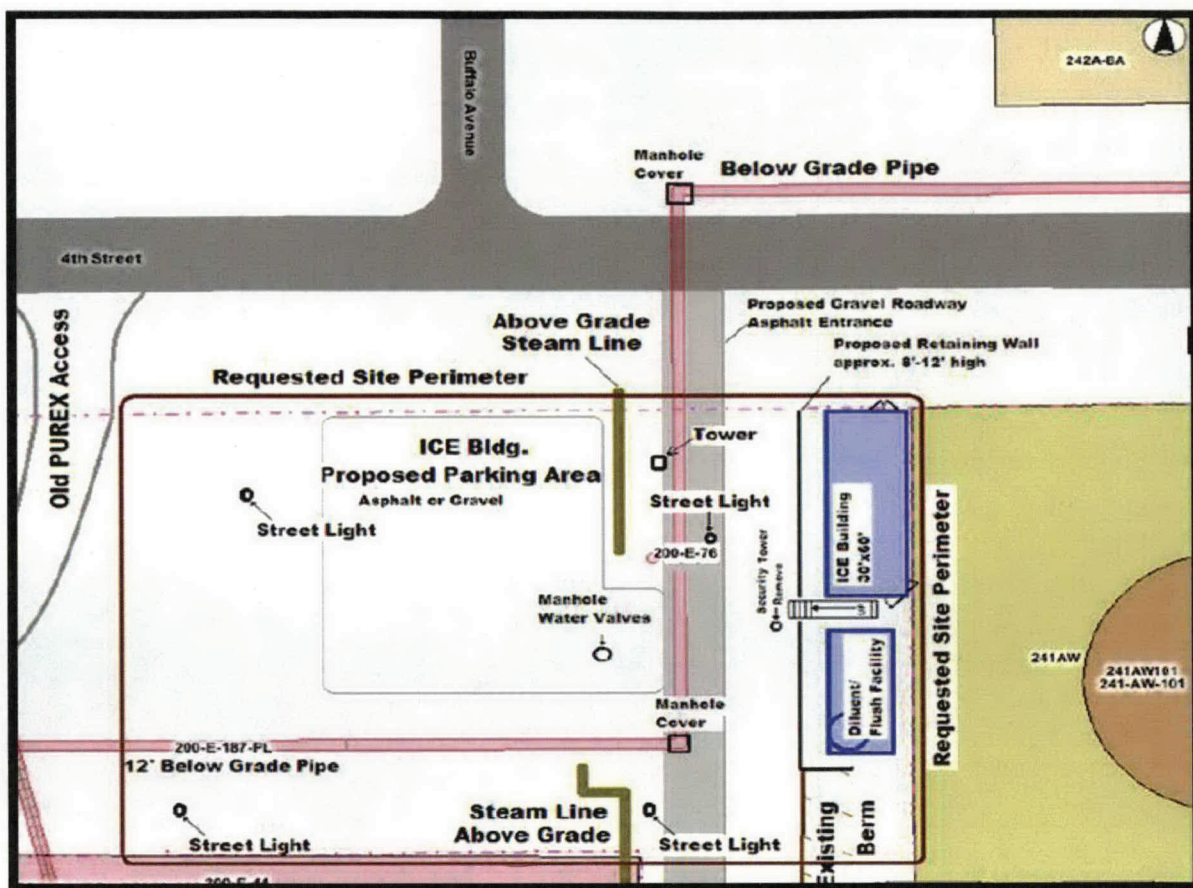 Buffalo Avenue
242A-BA
Manhole
Cover
Below Grade Pipe
4th Street
Old PUREX Access
Above Grade
Steam Line
Proposed Gravel Roadway
Asphalt Entrance
Proposed Retaining Wall
approx. 8'-12' high
Requested Site Perimeter
ICE Bldg.
Proposed Parking Area
Asphalt or Gravel
Tower
Street Light
Street Light
200-E-76
ICE Building
30'x60'
Security Tower
Remove
UP
Manhole
Water Valves
Requested Site Perimeter
241AW
241AW101
241-AW-101
Diluent/
Flush Facility
Manhole
Cover
200-E-187-PL
12' Below Grade Pipe
Street Light
Steam Line
Above Grade
Street Light
Existing
Berm
200-E-44